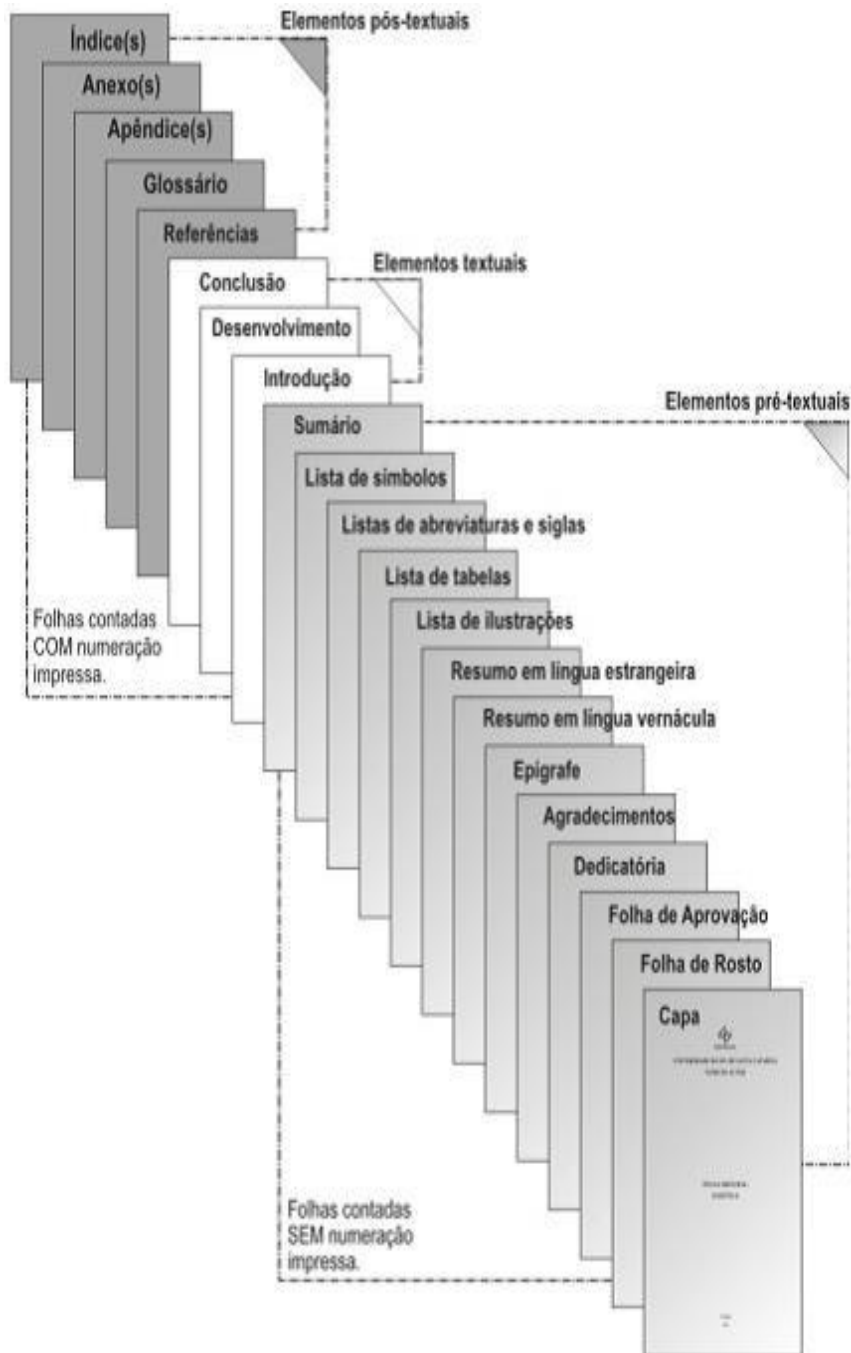 Elementos pós-textuais
Índice(s)
Anexo(s)
Apêndice(s)
Glossário
Referências
Elementos textuais
Conclusão
Desenvolvimento
Introdução
Elementos pré-textuais
Sumário
Lista de símbolos
Listas de abreviaturas e siglas
Lista de tabelas
Lista de ilustrações
Folhas contadas
COM numeração
impressa.
Resumo em língua estrangeira
Resumo em língua vernácula
Epígrafe
Agradecimentos
Dedicatória
Folha de Aprovação
Folha de Rosto
Capa
Folhas contadas
SEM numeração
impressa.